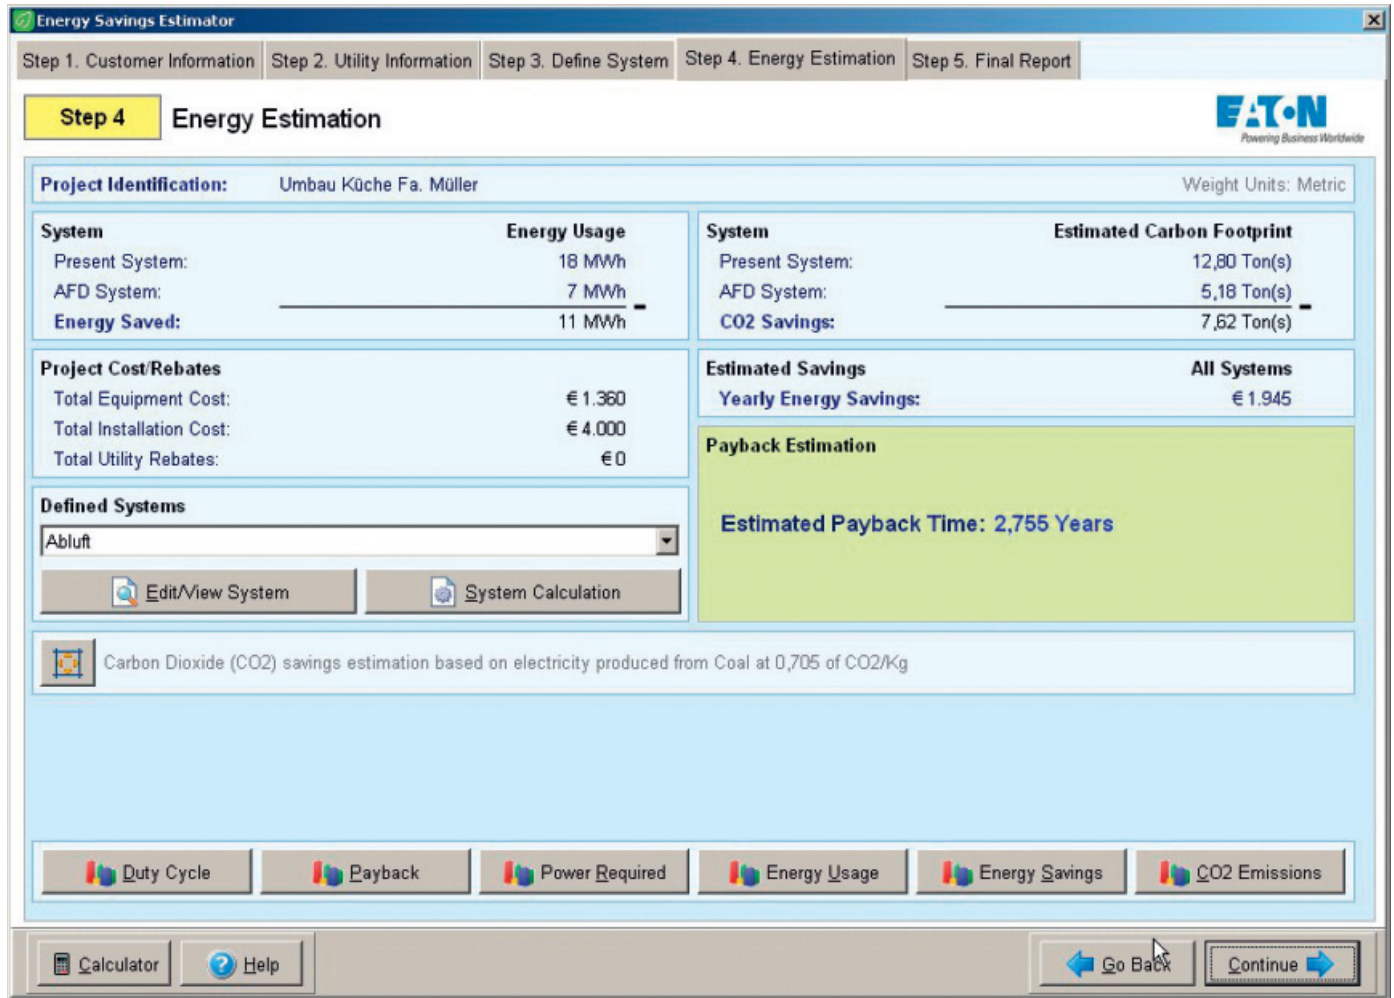 Energy Savings Estimator
Step 1. Customer Information Step 2. Utility Information Step 3. Define System Step 4. Energy Estimation Step 5. Final Report
Step 4 Energy Estimation
EATON
Powering Business Worldwide
Project Identification: Umbau Küche Fa. Müller Weight Units: Metric
System Energy Usage
Present System: 18 MWh
AFD System: 7 MWh
Energy Saved: 11 MWh
System Estimated Carbon Footprint
Present System: 12,80 Ton(s)
AFD System: 5,18 Ton(s)
CO2 Savings: 7,62 Ton(s)
Project Cost/Rebates
Total Equipment Cost: € 1.360
Total Installation Cost: € 4.000
Total Utility Rebates: € 0
Estimated Savings All Systems
Yearly Energy Savings: € 1.945
Defined Systems
Abluft
Edit/View System System Calculation
Payback Estimation
Estimated Payback Time: 2,755 Years
Carbon Dioxide (CO2) savings estimation based on electricity produced from Coal at 0,705 of CO2/Kg
Duty Cycle Payback Power Required Energy Usage Energy Savings CO2 Emissions
Calculator Help Go Back Continue